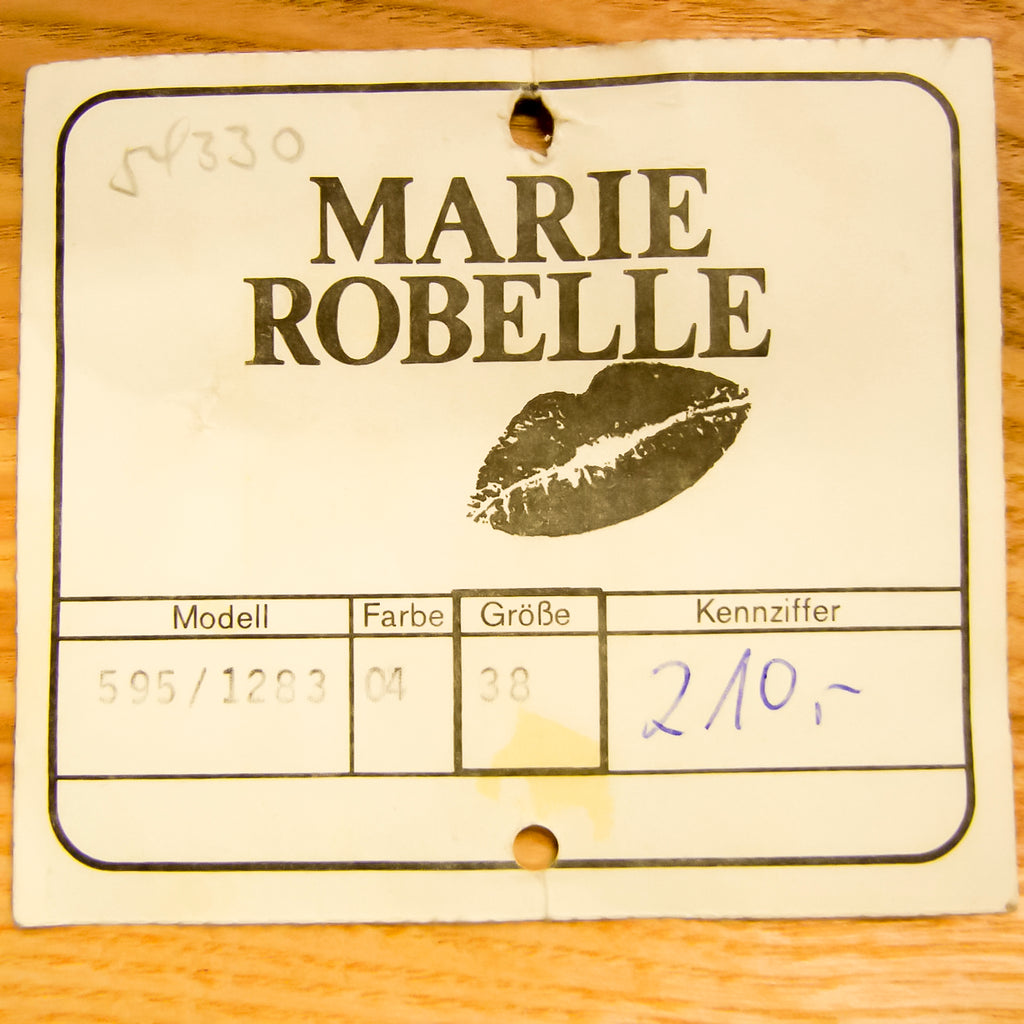 54330
MARIE
ROBELLE
Modell Farbe Größe Kennziffer
595/1283 04 38 210,-